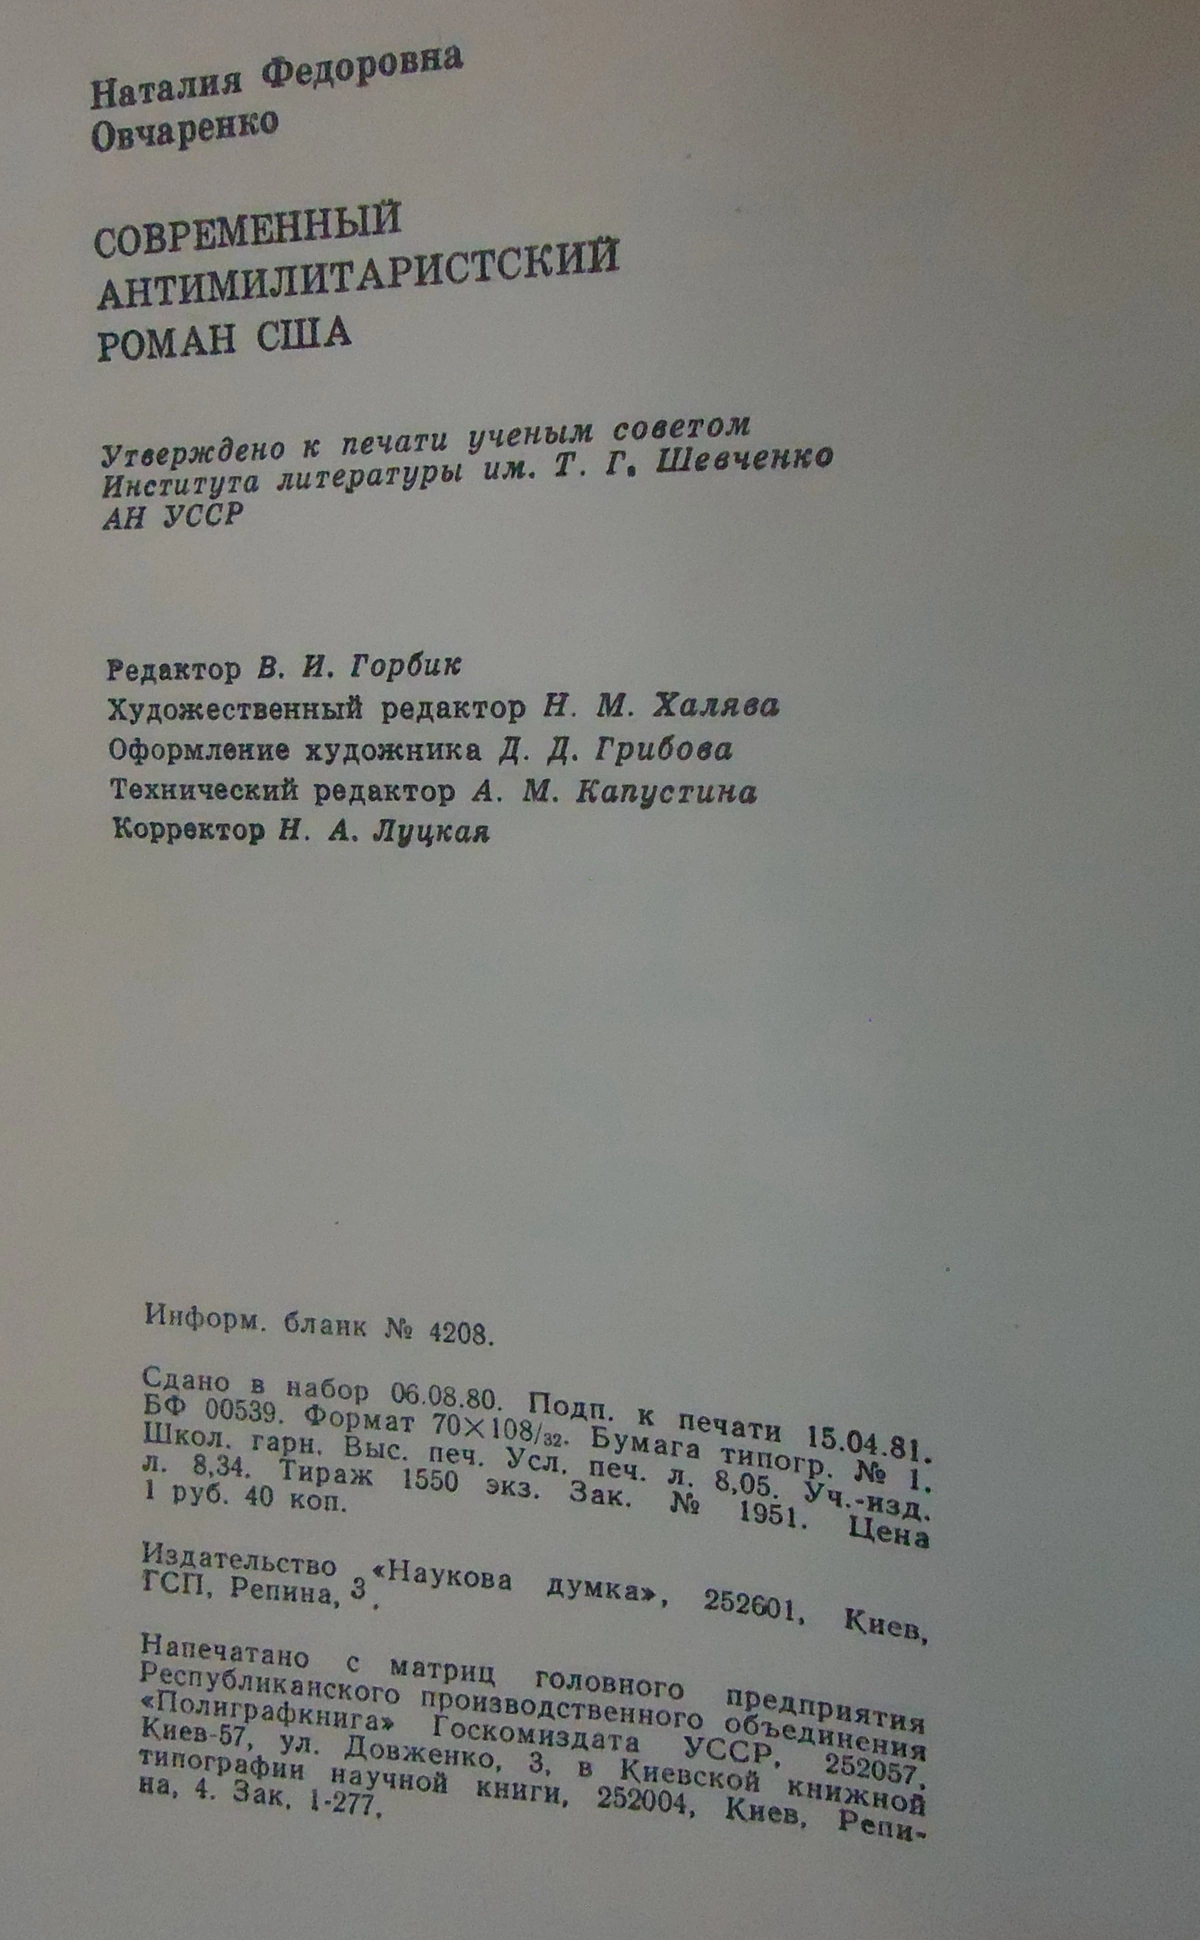 Наталия Федоровна
Овчаренко
СОВРЕМЕННЫЙ
АНТИМИЛИТАРИСТСКИЙ
РОМАН США
Утверждено к печати ученым советом
Института литературы им. Т. Г. Шевченко
АН УССР
Редактор В. И. Горбик
Художественный редактор Н. М. Халява
Оформление художника Д. Д. Грибова
Технический редактор А. М. Капустина
Корректор Н. А. Луцкая
Информ. бланк № 4208.
Сдано в набор 06.08.80. Подп. к печати 15.04.81.
БФ 00539. Формат 70×108/32. Бумага типогр. № 1.
Школ. гарн. Выс. печ. Усл. печ. л. 8,05. Уч.-изд.
л. 8,34. Тираж 1550 экз. Зак. № 1951. Цена
1 руб. 40 коп.
Издательство «Наукова думка», 252601, Киев,
ГСП, Репина, 3.
Напечатано с матриц головного предприятия
Республиканского производственного объединения
«Полиграфкнига» Госкомиздата УССР, 252057,
Киев-57, ул. Довженко, 3, в Киевской книжной
типографии научной книги, 252004, Киев, Репи-
на, 4. Зак. 1-277.